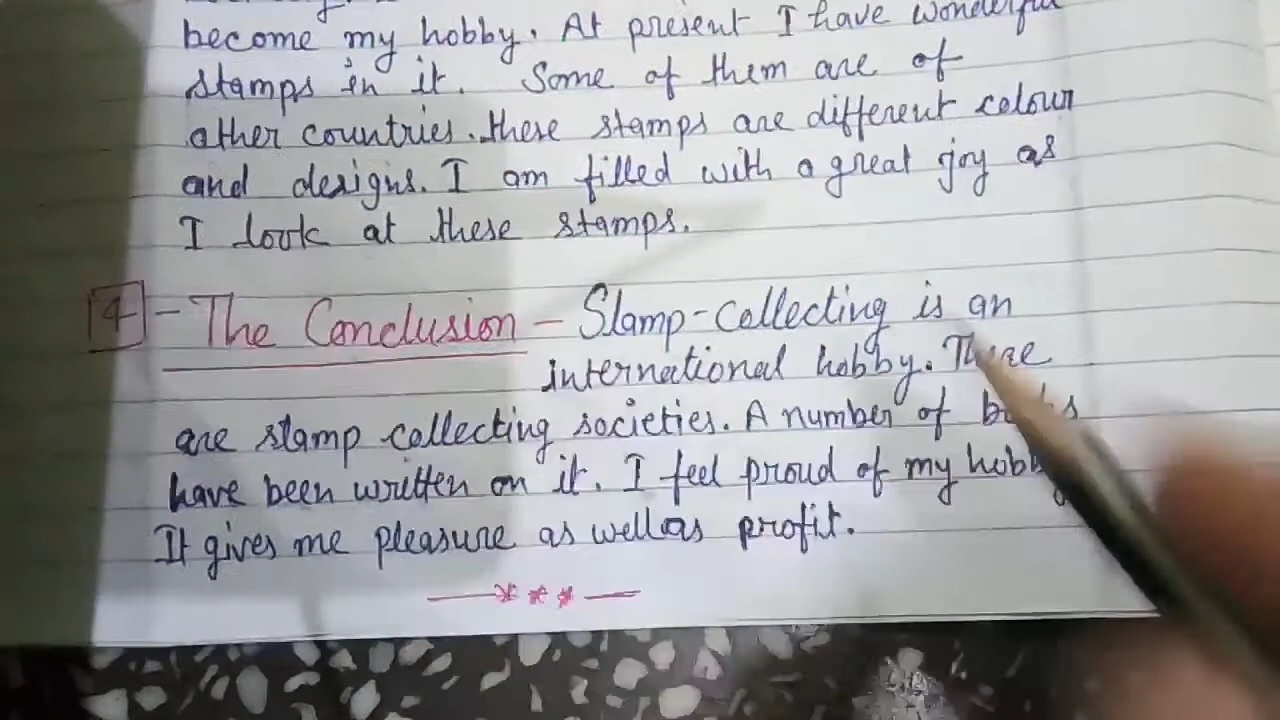 become my hobby. At present I have wonderful
stamps in it. Some of them are of
other countries. these stamps are different colour
and designs. I am filled with a great joy as
I look at these stamps.
4 - The Conclusion - Stamp-collecting is an
international hobby. There
are stamp collecting societies. A number of books
have been written on it. I feel proud of my hobby
It gives me pleasure as well as profit.